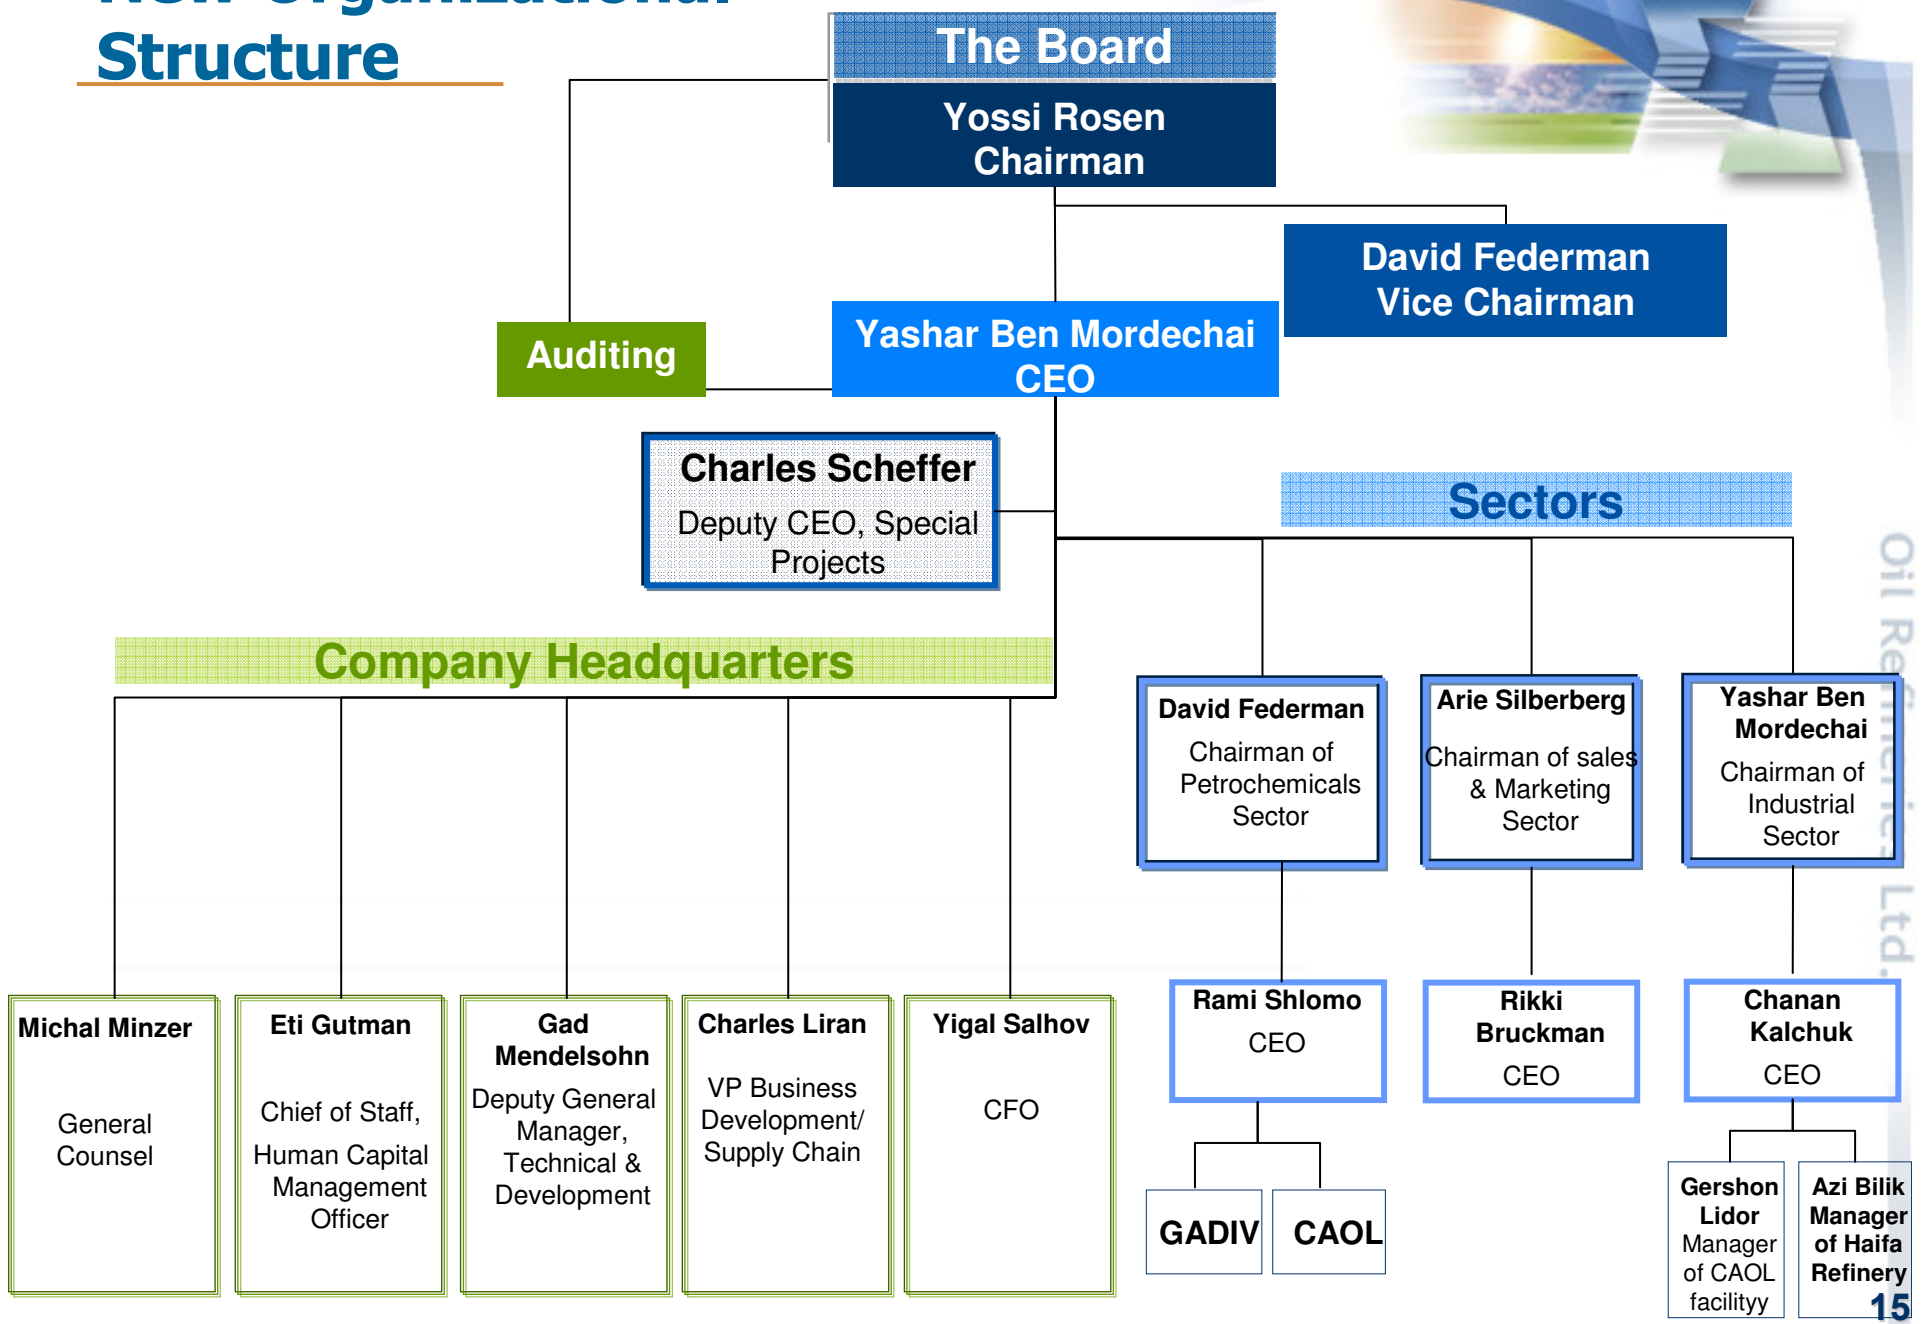 New Organizational
Structure
The Board
Yossi Rosen
Chairman
David Federman
Vice Chairman
Auditing
Yashar Ben Mordechai
CEO
Charles Scheffer
Deputy CEO, Special
Projects
Sectors
Company Headquarters
David Federman
Chairman of
Petrochemicals
Sector
Arie Silberberg
Chairman of sales
& Marketing
Sector
Yashar Ben
Mordechai
Chairman of
Industrial
Sector
Michal Minzer
General
Counsel
Eti Gutman
Chief of Staff,
Human Capital
Management
Officer
Gad
Mendelsohn
Deputy General
Manager,
Technical &
Development
Charles Liran
VP Business
Development/
Supply Chain
Yigal Salhov
CFO
Rami Shlomo
CEO
Rikki
Bruckman
CEO
Chanan
Kalchuk
CEO
GADIV
CAOL
Gershon
Lidor
Manager
of CAOL
facilityy
Azi Bilik
Manager
of Haifa
Refinery
Oil Refineries Ltd.
15